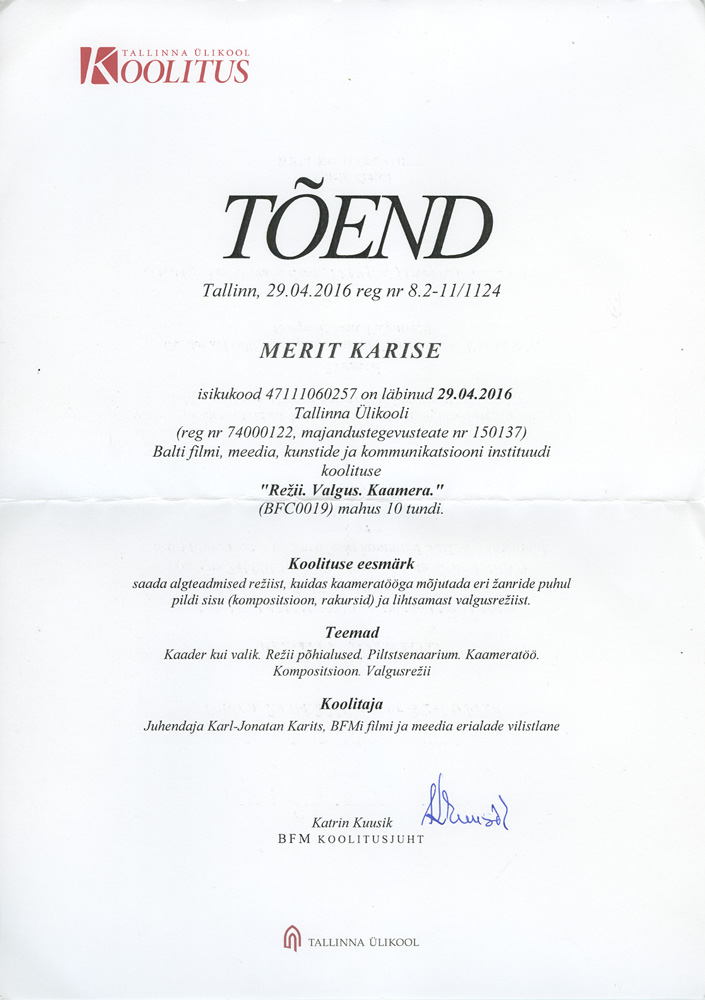 TALLINNA ÜLIKOOL
KOOLITUS
TÕEND
Tallinn, 29.04.2016 reg nr 8.2-11/1124
MERIT KARISE
isikukood 47111060257 on läbinud 29.04.2016
Tallinna Ülikooli
(reg nr 74000122, majandustegevusteate nr 150137)
Balti filmi, meedia, kunstide ja kommunikatsiooni instituudi
koolituse
"Režii. Valgus. Kaamera."
(BFC0019) mahus 10 tundi.
Koolituse eesmärk
saada algteadmised režiist, kuidas kaameratööga mõjutada eri žanride puhul
pildi sisu (kompositsioon, rakursid) ja lihtsamast valgusrežiist.
Teemad
Kaader kui valik. Režii põhialused. Piltstsenaarium. Kaameratöö.
Kompositsioon. Valgusrežii
Koolitaja
Juhendaja Karl-Jonatan Karits, BFMi filmi ja meedia erialade vilistlane
Katrin Kuusik
BFM KOOLITUSJUHT
TALLINNA ÜLIKOOL